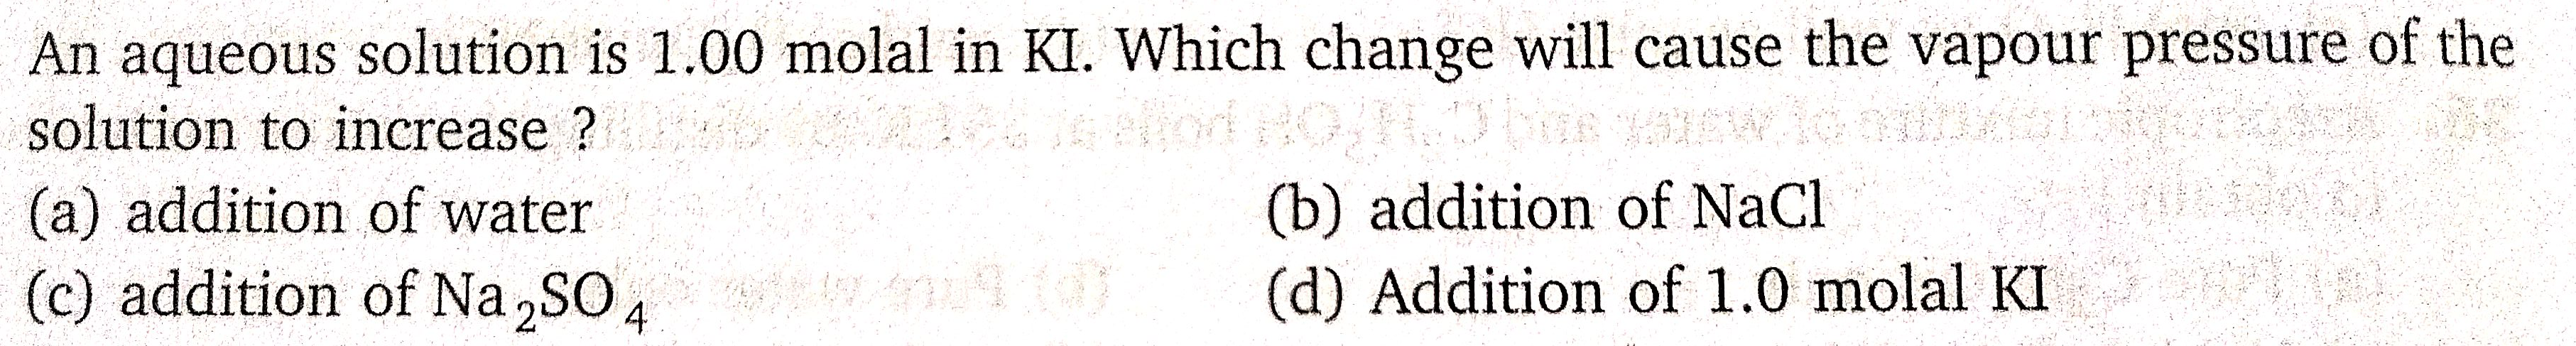 An aqueous solution is 1.00 molal in KI. Which change will cause the vapour pressure of the
solution to increase ?
(a) addition of water (b) addition of NaCl
(c) addition of Na₂SO₄ (d) Addition of 1.0 molal KI